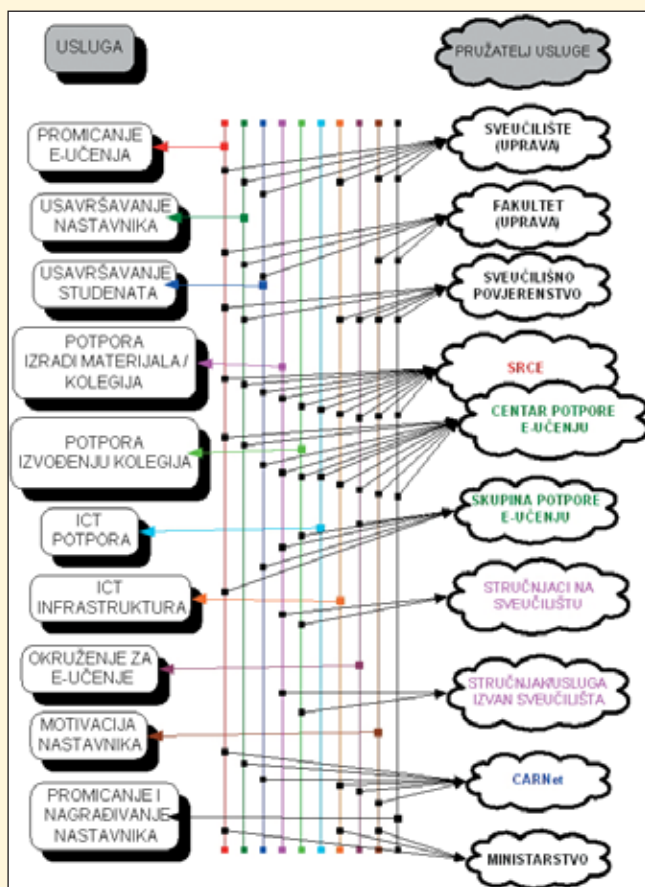 USLUGA
PRUŽATELJ USLUGE
PROMICANJE
E-UČENJA
USAVRŠAVANJE
NASTAVNIKA
USAVRŠAVANJE
STUDENATA
POTPORA
IZRADI MATERIJALA /
KOLEGIJA
POTPORA
IZVOĐENJU KOLEGIJA
ICT
POTPORA
ICT
INFRASTRUKTURA
OKRUŽENJE ZA
E-UČENJE
MOTIVACIJA
NASTAVNIKA
PROMICANJE I
NAGRAĐIVANJE
NASTAVNIKA
SVEUČILIŠTE
(UPRAVA)
FAKULTET
(UPRAVA)
SVEUČILIŠNO
POVJERENSTVO
SRCE
CENTAR POTPORE
E-UČENJU
SKUPINA POTPORE
E-UČENJU
STRUČNJACI NA
SVEUČILIŠTU
STRUČNJAK/USLUGA
IZVAN SVEUČILIŠTA
CARNet
MINISTARSTVO